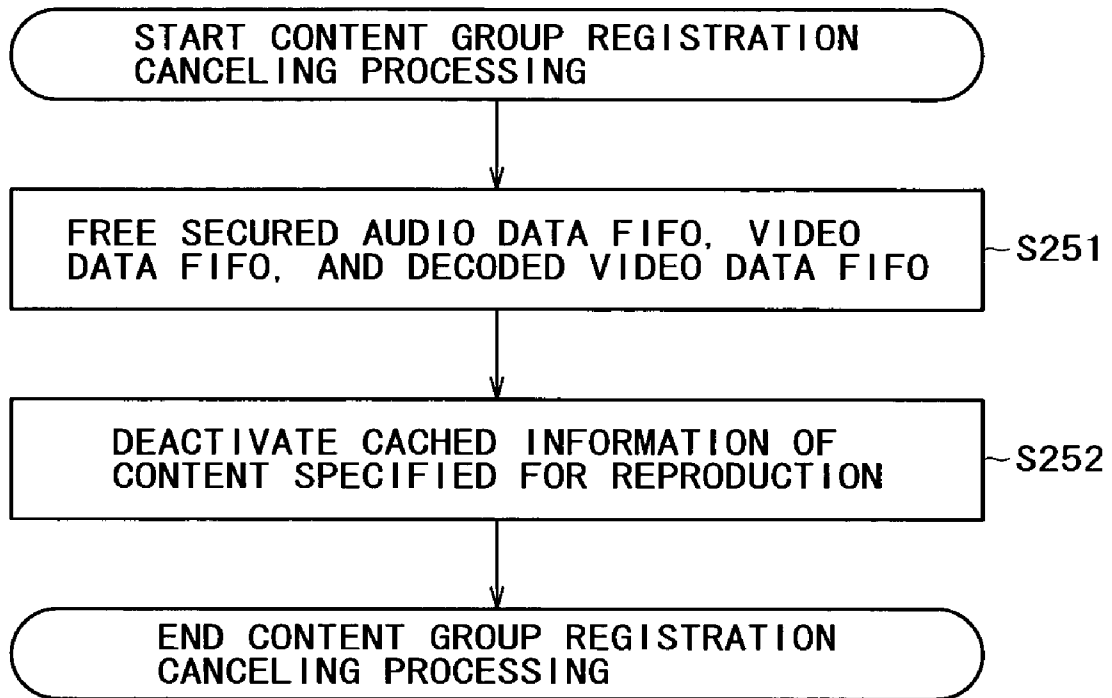 START CONTENT GROUP REGISTRATION
CANCELING PROCESSING
FREE SECURED AUDIO DATA FIFO, VIDEO
DATA FIFO, AND DECODED VIDEO DATA FIFO
S251
DEACTIVATE CACHED INFORMATION OF
CONTENT SPECIFIED FOR REPRODUCTION
S252
END CONTENT GROUP REGISTRATION
CANCELING PROCESSING